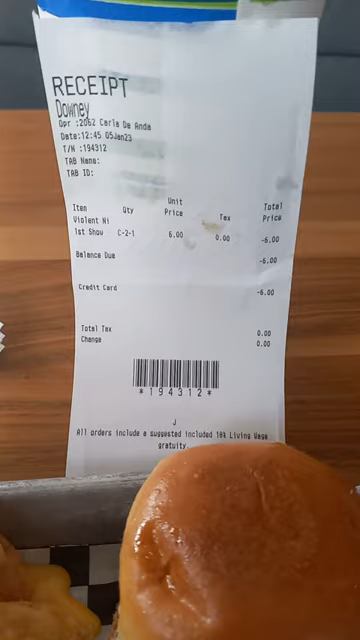 RECEIPT
Downey
Opr :2062 Carla De Anda
Date:12:45 05Jan23
T/N :194312
TAB Name:
TAB ID:
Item Qty Unit Price Tax Total Price
Violent Ni
1st Show C-2-1 6.00 0.00 -6.00
Balance Due -6.00
Credit Card -6.00
Total Tax 0.00
Change 0.00
*194312*
J
All orders include a suggested included 18% Living Wage
gratuity